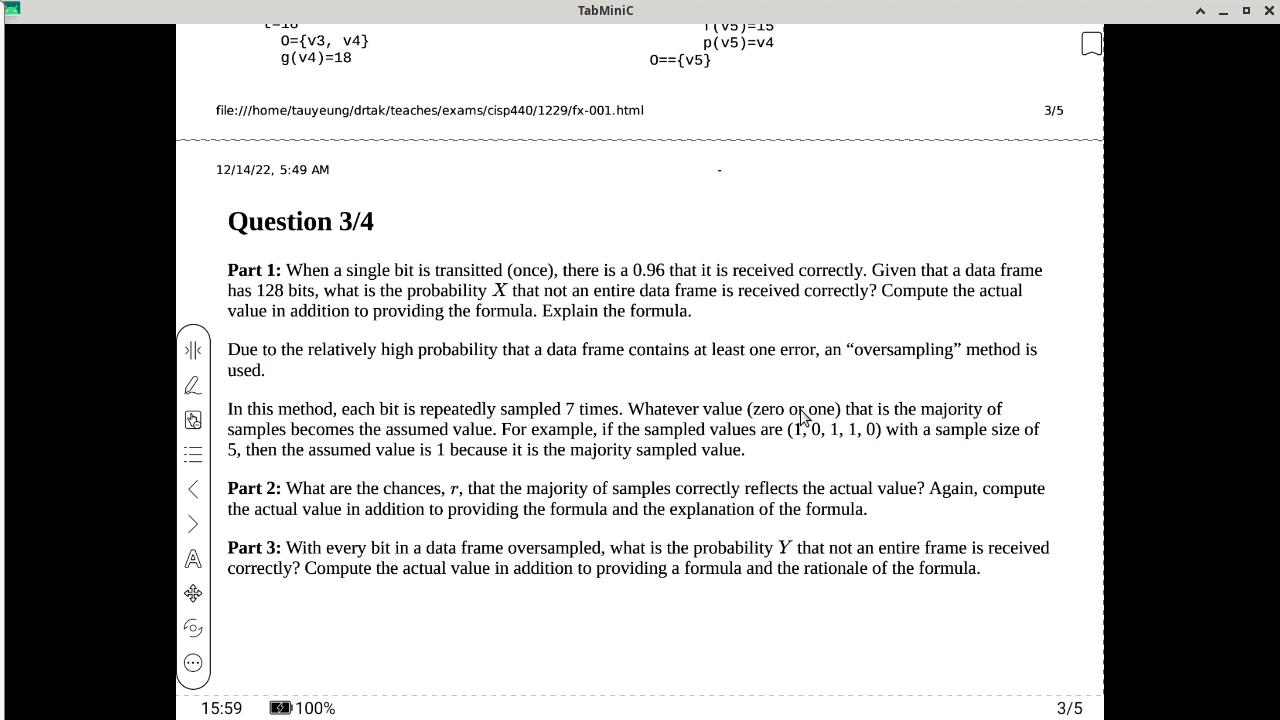 TabMiniC
O={v3, v4}
g(v4)=18
f(v5)=15
p(v5)=v4
O=={v5}
file:///home/tauyeung/drtak/teaches/exams/cisp440/1229/fx-001.html 3/5
12/14/22, 5:49 AM -
Question 3/4
Part 1: When a single bit is transitted (once), there is a 0.96 that it is received correctly. Given that a data frame
has 128 bits, what is the probability X that not an entire data frame is received correctly? Compute the actual
value in addition to providing the formula. Explain the formula.
Due to the relatively high probability that a data frame contains at least one error, an “oversampling” method is
used.
In this method, each bit is repeatedly sampled 7 times. Whatever value (zero or one) that is the majority of
samples becomes the assumed value. For example, if the sampled values are (1, 0, 1, 1, 0) with a sample size of
5, then the assumed value is 1 because it is the majority sampled value.
Part 2: What are the chances, r, that the majority of samples correctly reflects the actual value? Again, compute
the actual value in addition to providing the formula and the explanation of the formula.
Part 3: With every bit in a data frame oversampled, what is the probability Y that not an entire frame is received
correctly? Compute the actual value in addition to providing a formula and the rationale of the formula.
15:59 100% 3/5